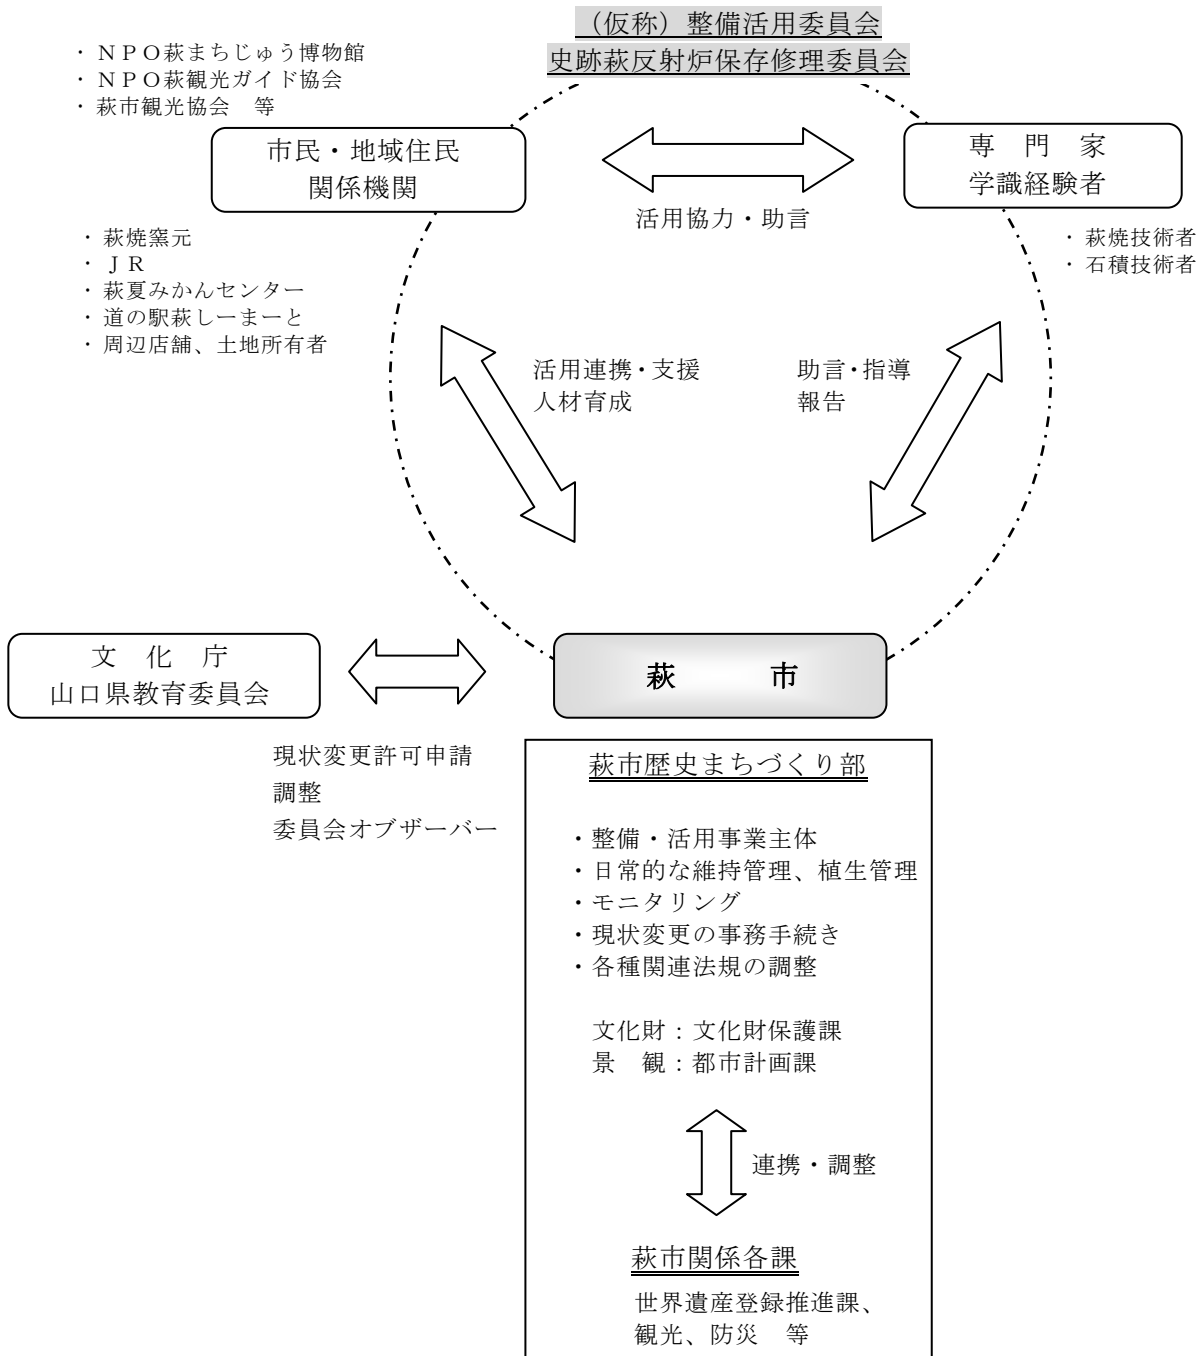 （仮称）整備活用委員会
史跡萩反射炉保存修理委員会
・ＮＰＯ萩まちじゅう博物館
・ＮＰＯ萩観光ガイド協会
・萩市観光協会　等
市民・地域住民
関係機関
専　門　家
学識経験者
活用協力・助言
・萩焼窯元
・ＪＲ
・萩夏みかんセンター
・道の駅萩しーまーと
・周辺店舗、土地所有者
・萩焼技術者
・石積技術者
活用連携・支援
人材育成
助言・指導
報告
文　化　庁
山口県教育委員会
萩　　　市
現状変更許可申請
調整
委員会オブザーバー
萩市歴史まちづくり部
・整備・活用事業主体
・日常的な維持管理、植生管理
・モニタリング
・現状変更の事務手続き
・各種関連法規の調整
文化財：文化財保護課
景　観：都市計画課
連携・調整
萩市関係各課
世界遺産登録推進課、
観光、防災　等